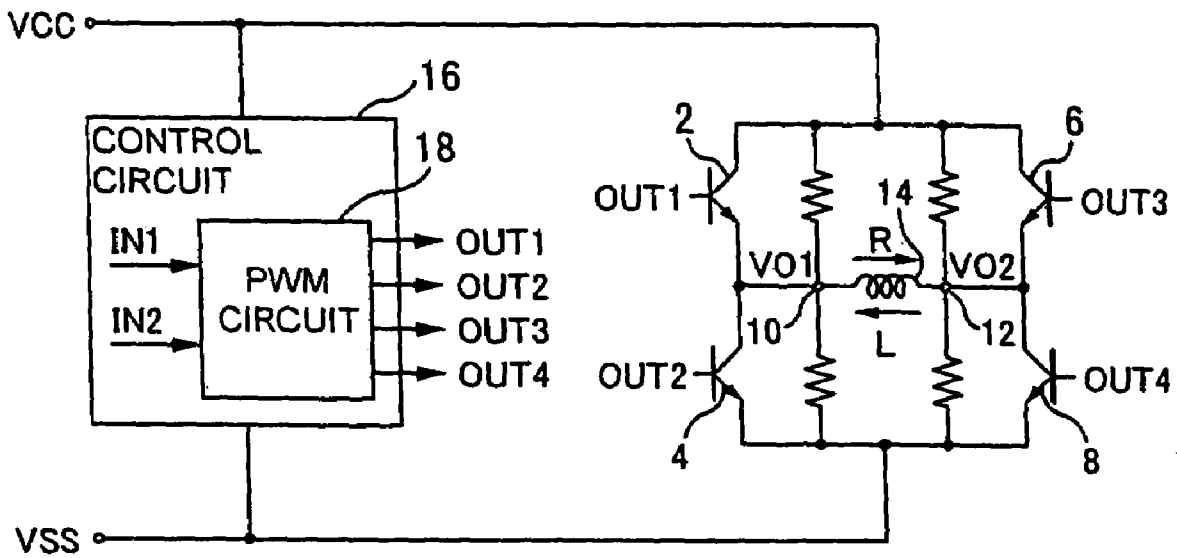 VCC
16
CONTROL
CIRCUIT
18
IN1
IN2
PWM
CIRCUIT
OUT1
OUT2
OUT3
OUT4
2
6
OUT1
OUT3
14
R
VO1
VO2
10
12
L
OUT2
OUT4
4
8
VSS